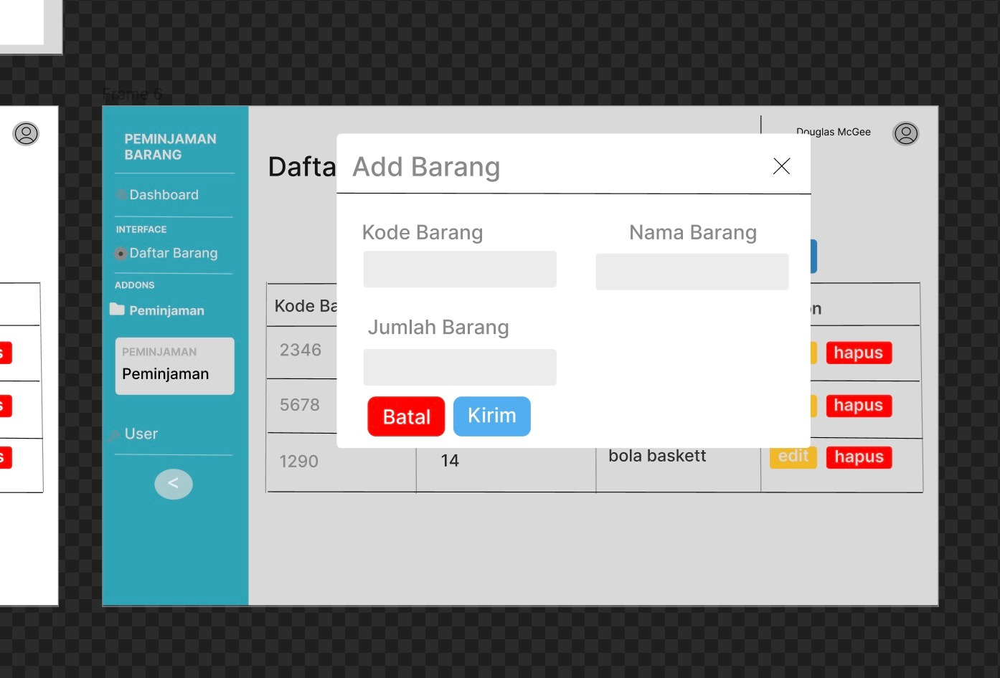 Frame 6
PEMINJAMAN
BARANG
Dashboard
INTERFACE
Daftar Barang
ADDONS
Peminjaman
PEMINJAMAN
Peminjaman
User
<
Douglas McGee
Dafta
Add Barang
Kode Barang
Nama Barang
Jumlah Barang
Batal
Kirim
Kode Ba
n
2346
hapus
5678
hapus
1290
14
bola baskett
edit
hapus
s
s
s